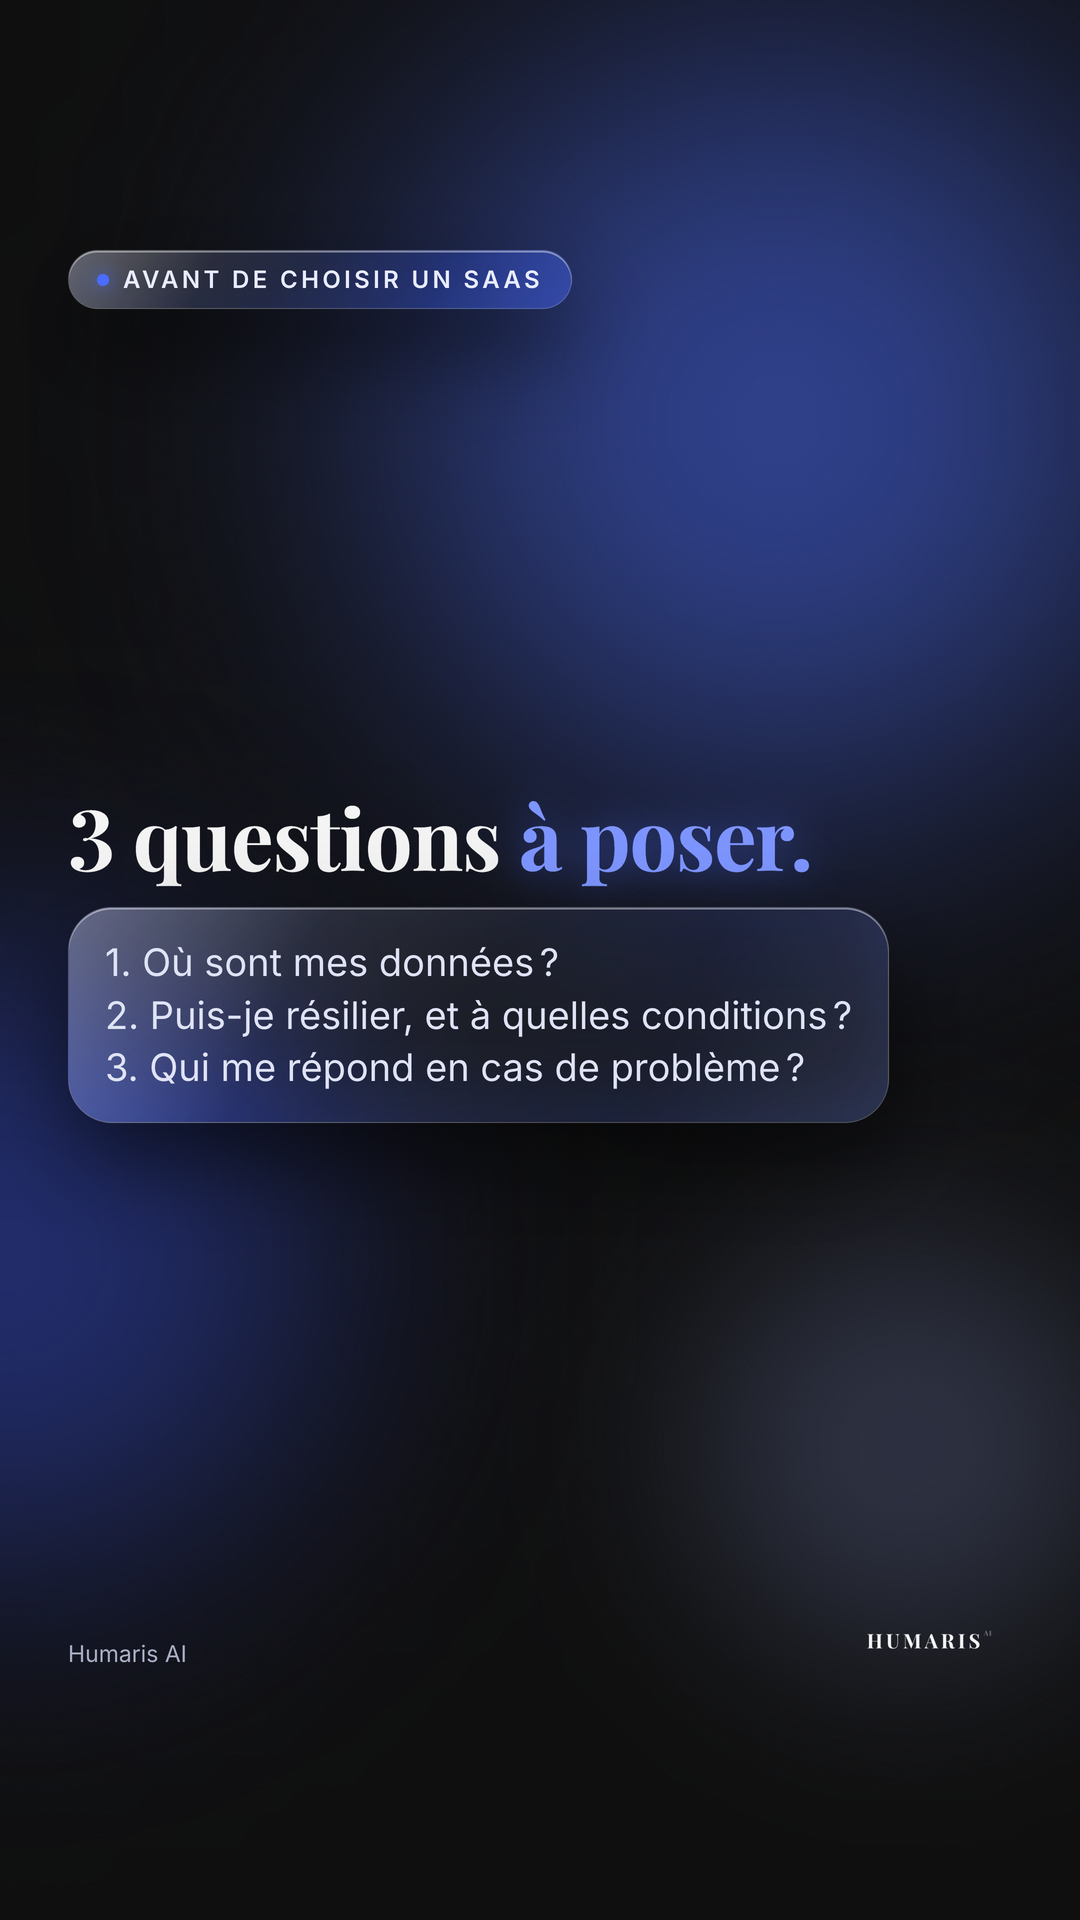 AVANT DE CHOISIR UN SAAS
3 questions à poser.
1. Où sont mes données ?
2. Puis-je résilier, et à quelles conditions ?
3. Qui me répond en cas de problème ?
Humaris AI
HUMARIS AI